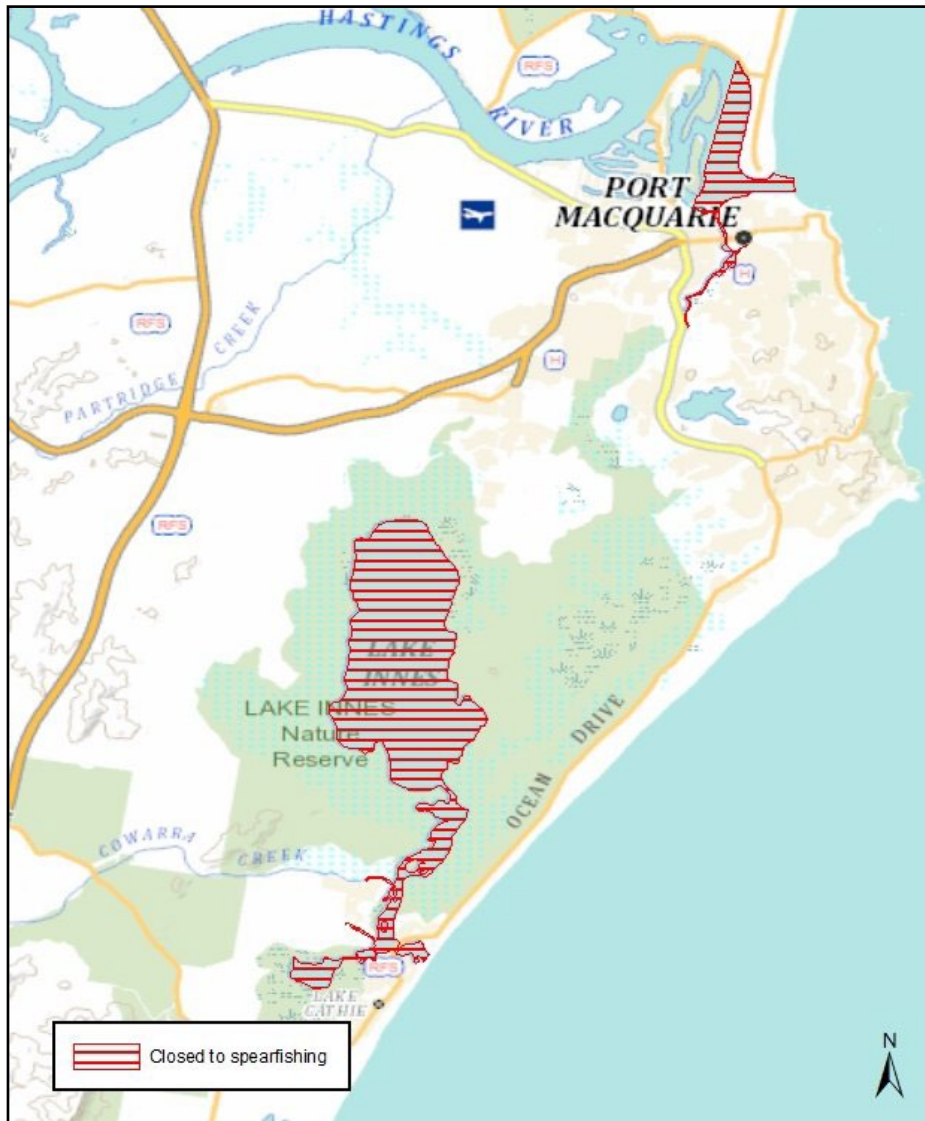 HASTINGS
RIVER
RFS
PORT
MACQUARIE
H
RFS
PARTRIDGE
CREEK
H
RFS
LAKE
INNES
LAKE INNES
Nature
Reserve
OCEAN DRIVE
COWARRA
CREEK
RFS
LAKE
CATHIE
Closed to spearfishing
N